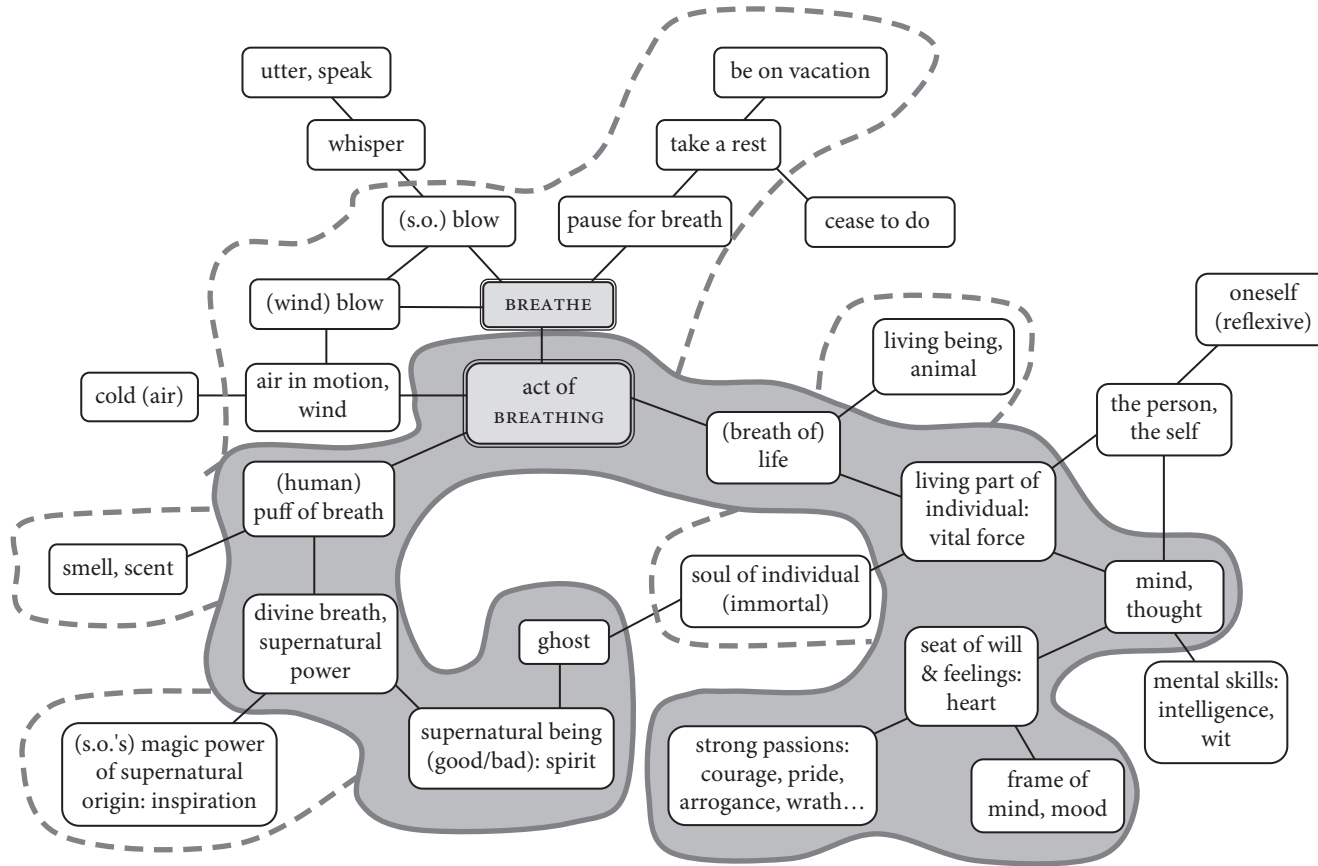 utter, speak
be on vacation
whisper
take a rest
(s.o.) blow
pause for breath
cease to do
(wind) blow
BREATHE
oneself
(reflexive)
living being,
animal
cold (air)
air in motion,
wind
act of
BREATHING
the person,
the self
(breath of)
life
(human)
puff of breath
living part of
individual:
vital force
smell, scent
soul of individual
(immortal)
mind,
thought
divine breath,
supernatural
power
ghost
seat of will
& feelings:
heart
mental skills:
intelligence,
wit
(s.o.'s) magic power
of supernatural
origin: inspiration
supernatural being
(good/bad): spirit
strong passions:
courage, pride,
arrogance, wrath…
frame of
mind, mood